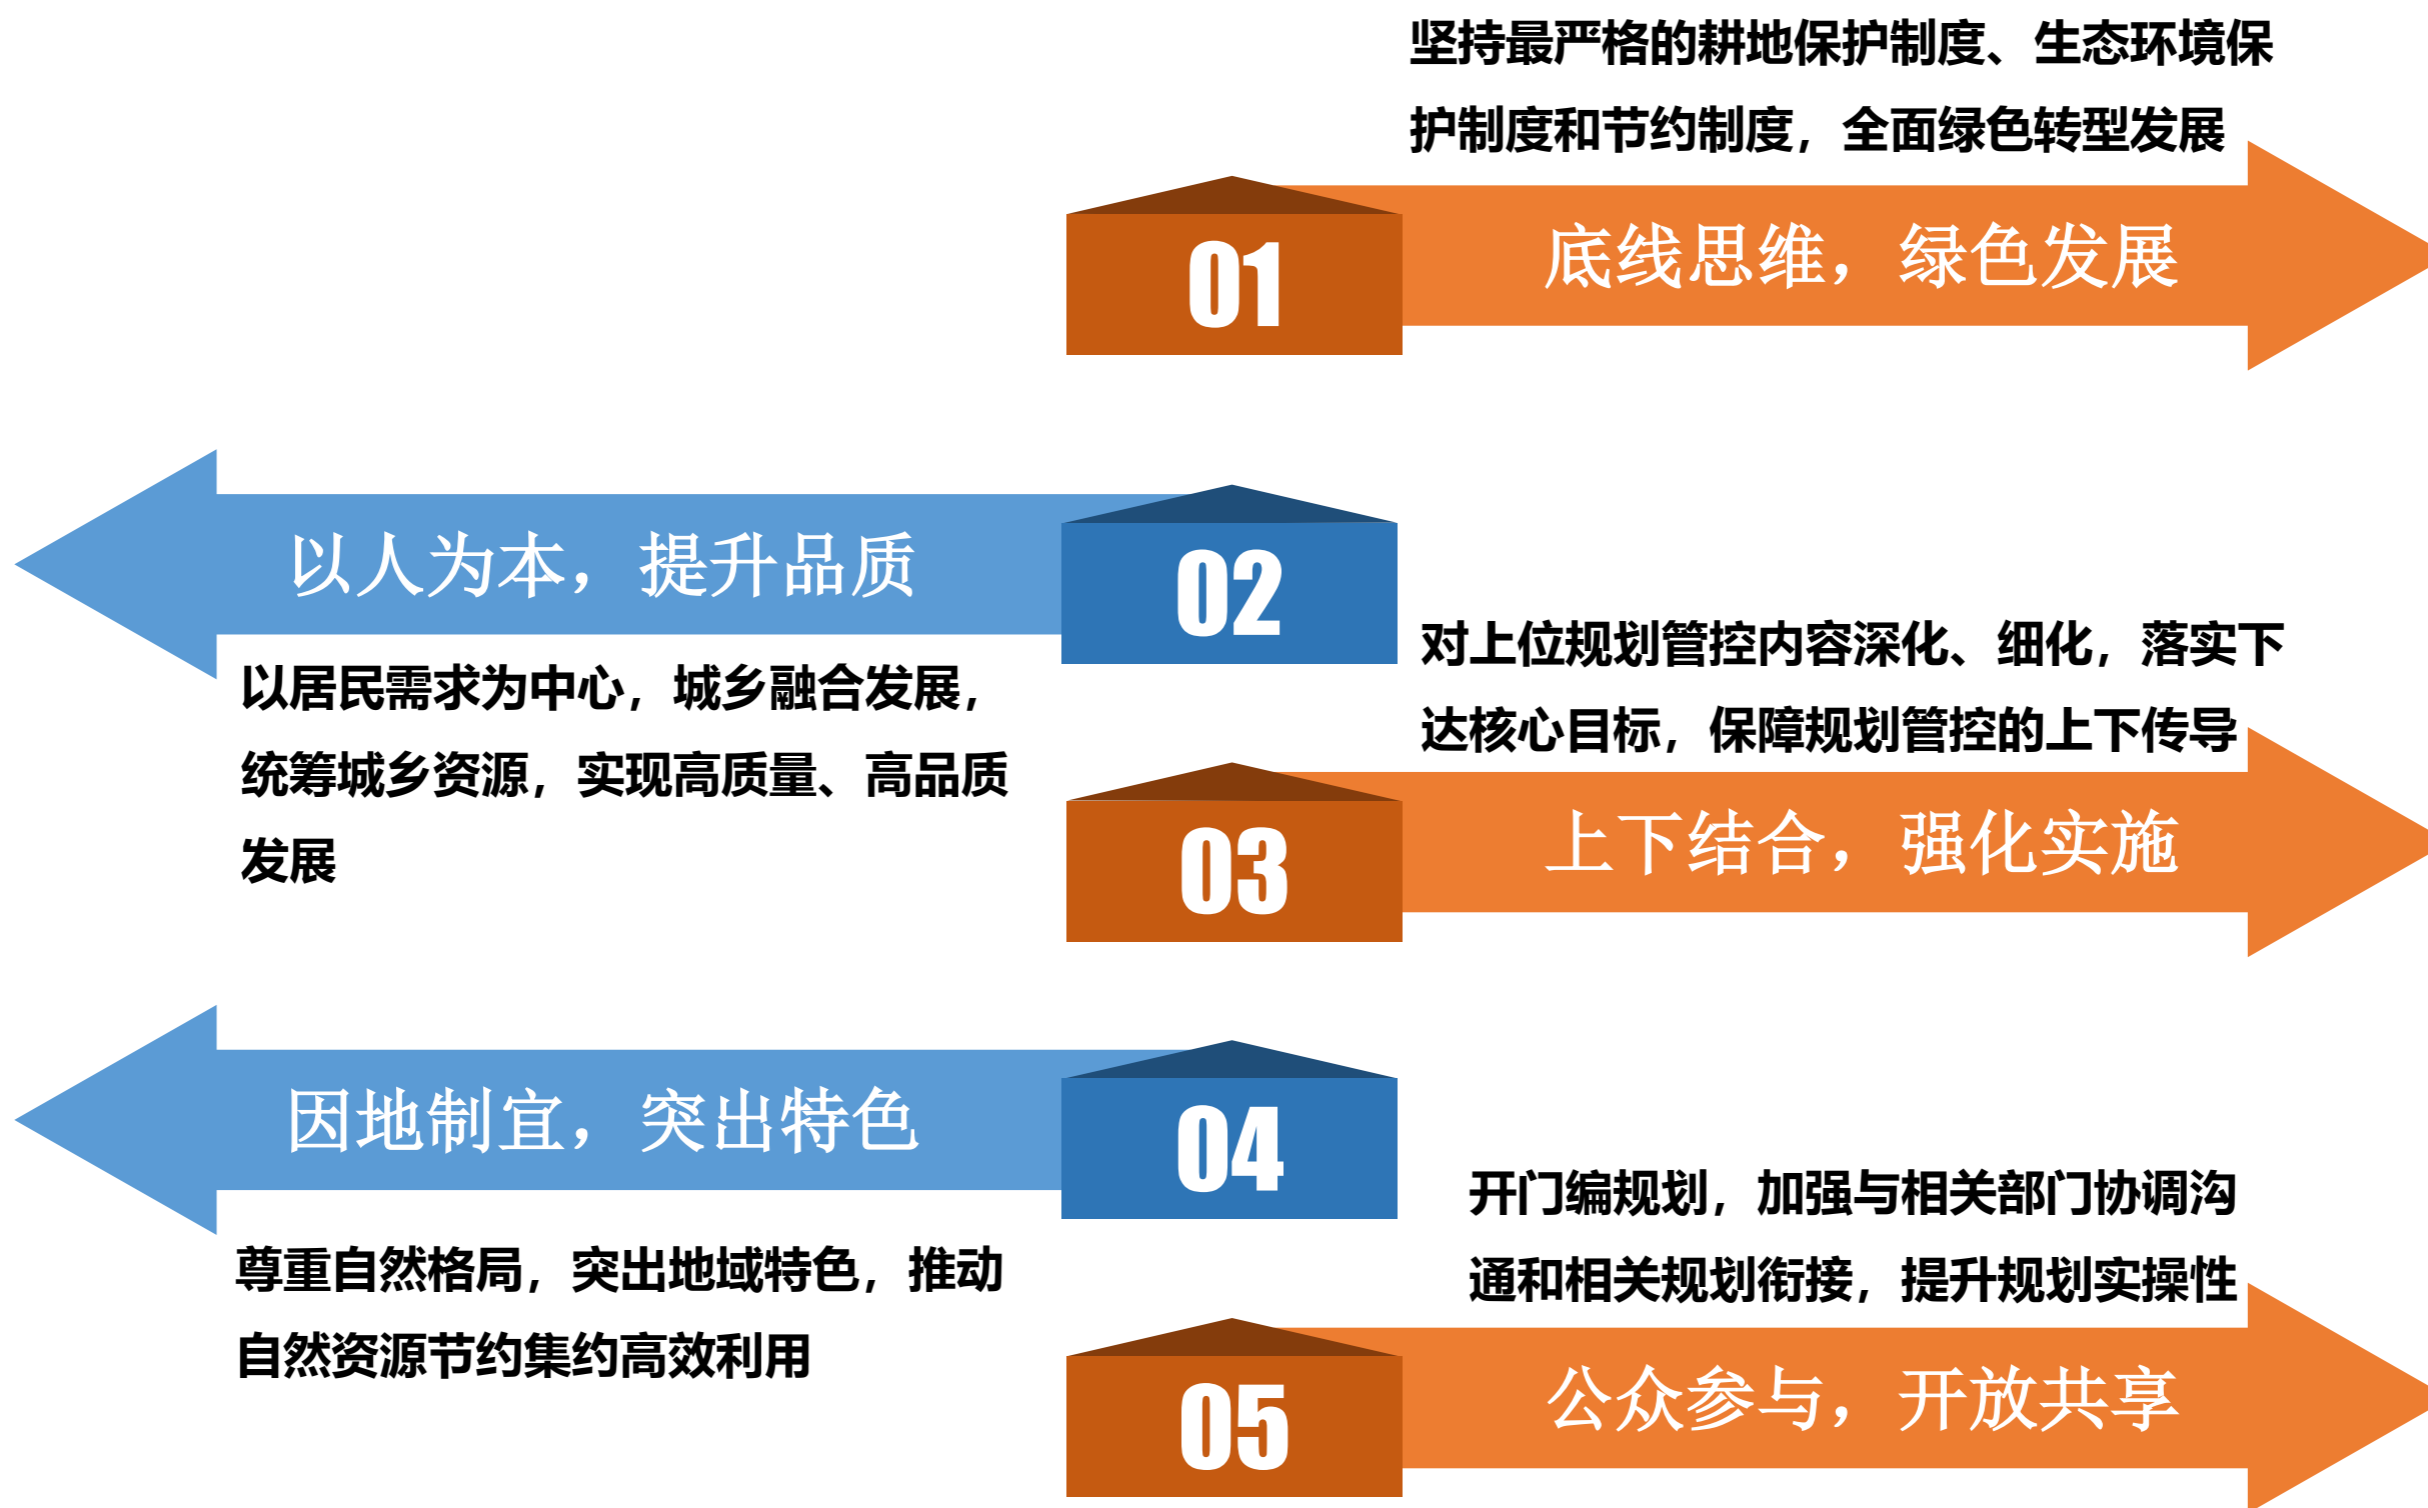 坚持最严格的耕地保护制度、生态环境保
护制度和节约制度，全面绿色转型发展
01
底线思维，绿色发展
以人为本，提升品质
02
以居民需求为中心，城乡融合发展，
统筹城乡资源，实现高质量、高品质
发展
对上位规划管控内容深化、细化，落实下
达核心目标，保障规划管控的上下传导
03
上下结合，强化实施
因地制宜，突出特色
04
尊重自然格局，突出地域特色，推动
自然资源节约集约高效利用
开门编规划，加强与相关部门协调沟
通和相关规划衔接，提升规划实操性
05
公众参与，开放共享